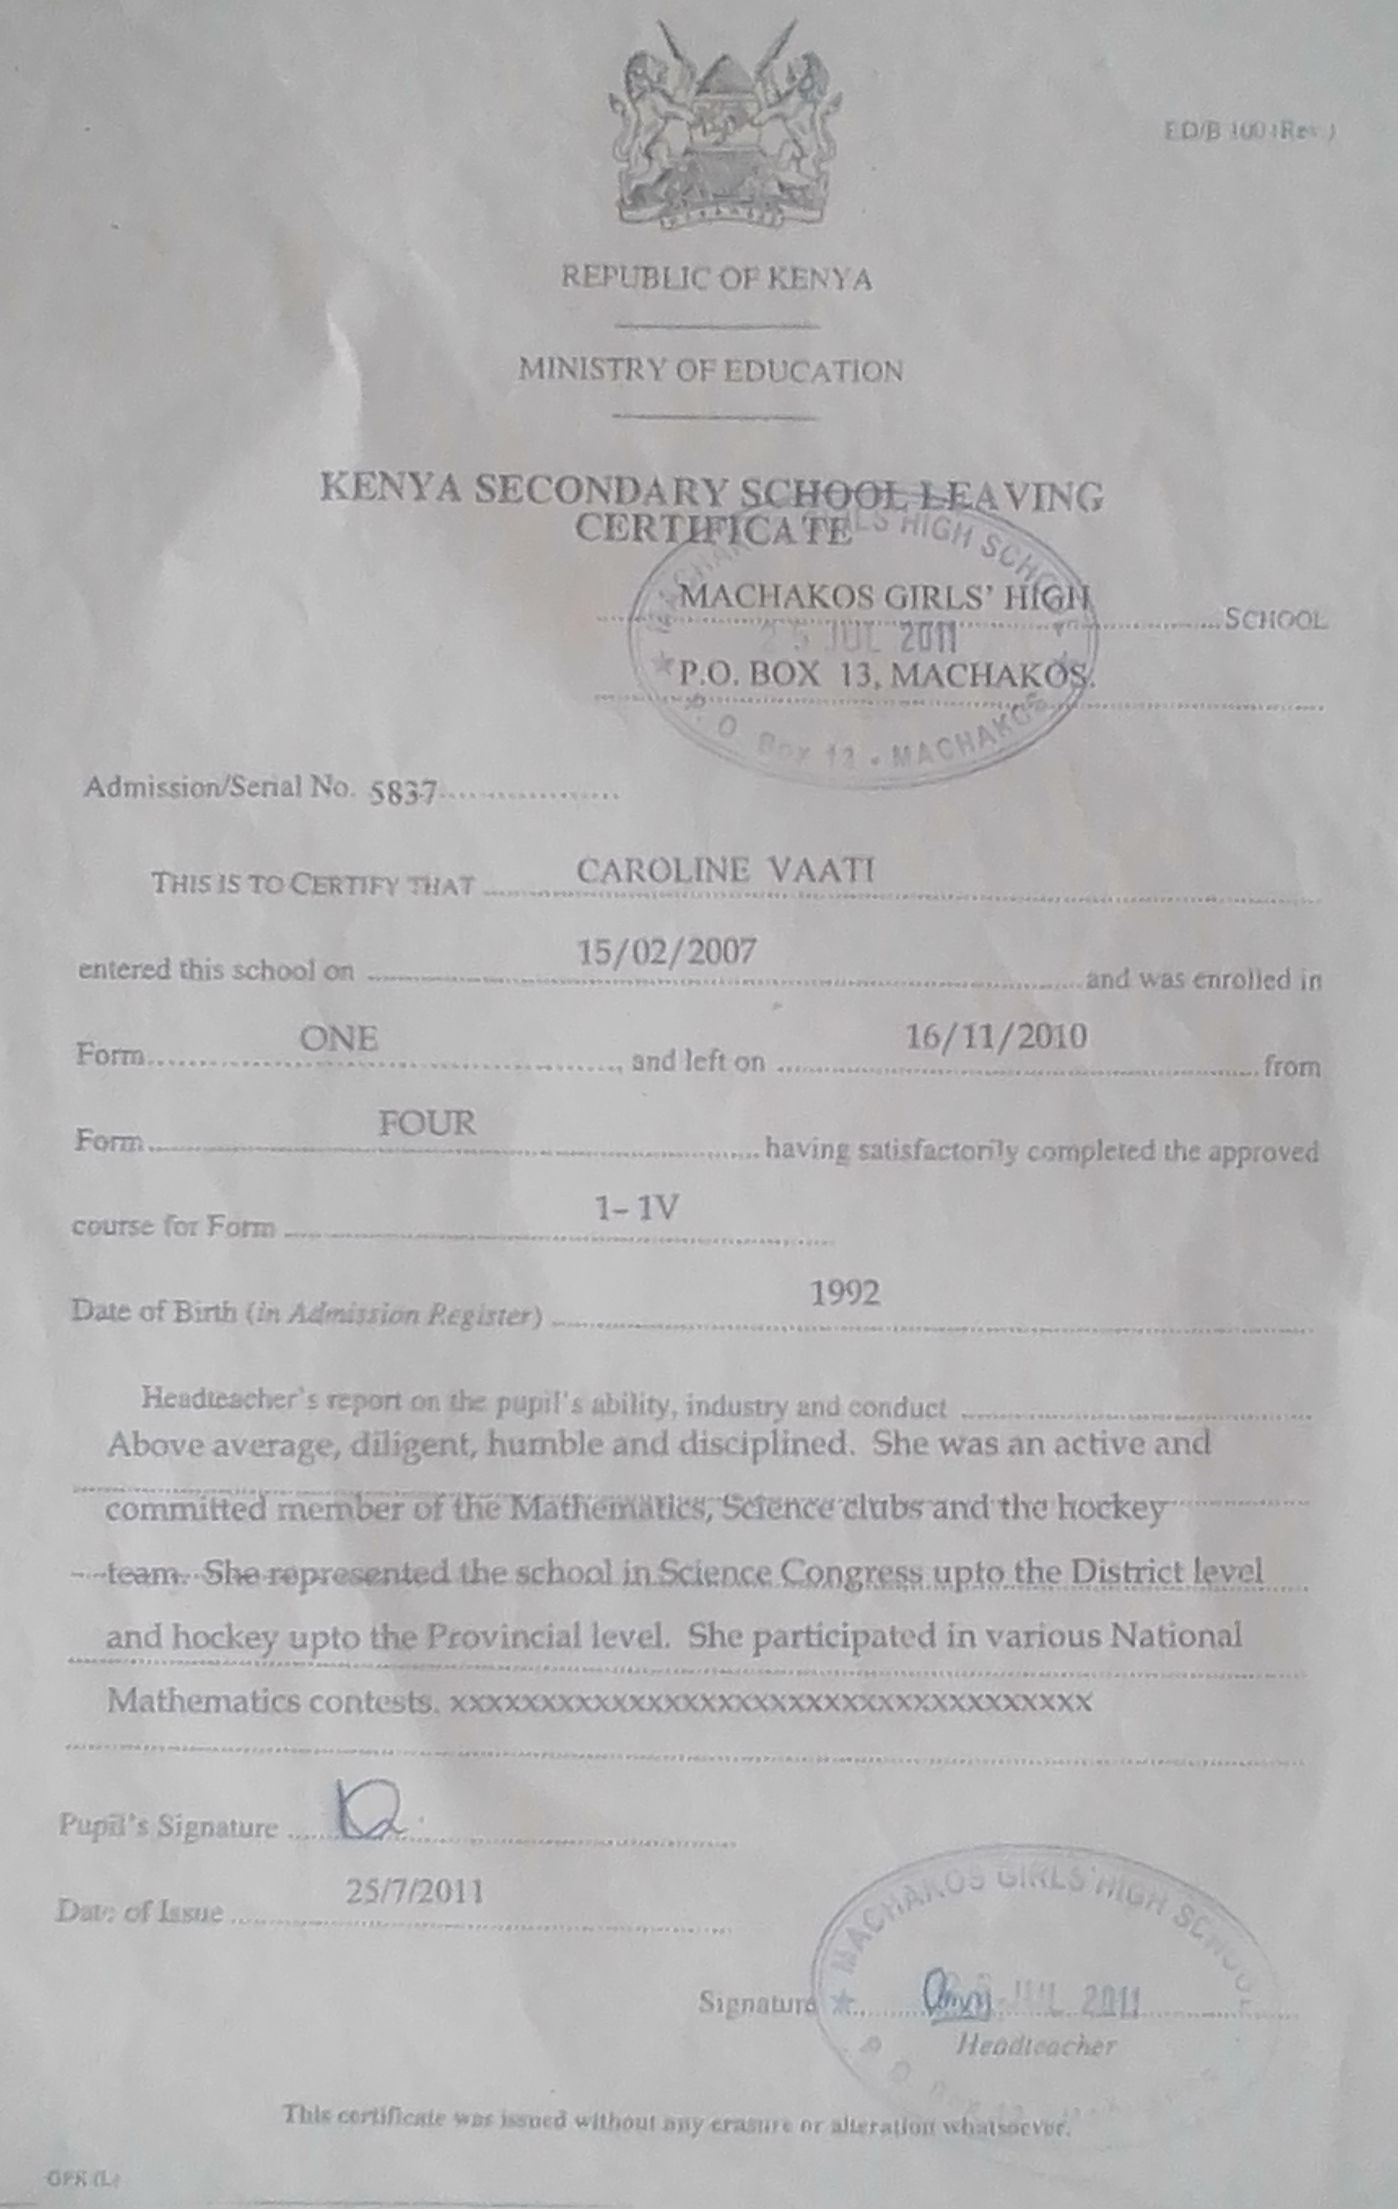 ED/B 100 (Rev.)
REPUBLIC OF KENYA
MINISTRY OF EDUCATION
KENYA SECONDARY SCHOOL LEAVING
CERTIFICATE
MACHAKOS GIRLS' HIGH SCHOOL
25 JUL 2011
P.O. BOX 13, MACHAKOS.
GIRLS HIGH SCHOOL
P. O. Box 13 • MACHAKOS
Admission/Serial No. 5837
THIS IS TO CERTIFY THAT CAROLINE VAATI
entered this school on 15/02/2007 and was enrolled in
Form ONE and left on 16/11/2010 from
Form FOUR having satisfactorily completed the approved
course for Form 1– 1V
Date of Birth (in Admission Register) 1992
Headteacher's report on the pupil's ability, industry and conduct
Above average, diligent, humble and disciplined. She was an active and
committed member of the Mathematics, Science clubs and the hockey
team. She represented the school in Science Congress upto the District level
and hockey upto the Provincial level. She participated in various National
Mathematics contests. xxxxxxxxxxxxxxxxxxxxxxxxxxxxxxxxxxxxx
Pupil's Signature
Date of Issue 25/7/2011
MACHAKOS GIRLS' HIGH SCHOOL
Signature JUL 2011
Headteacher
P. O. Box
This certificate was issued without any erasure or alteration whatsoever.
GPK (L)